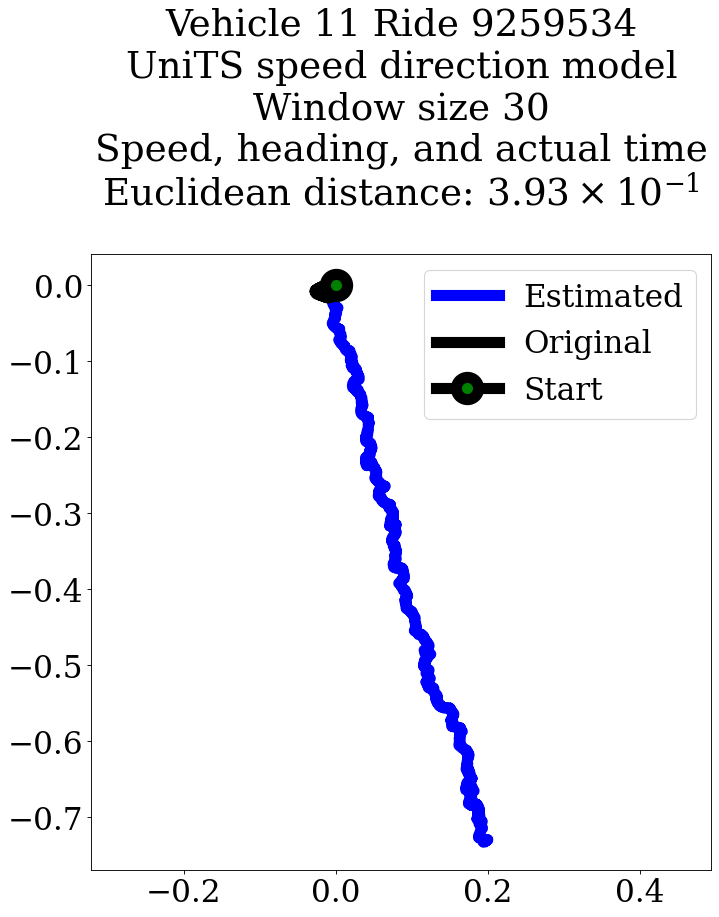 Vehicle 11 Ride 9259534
UniTS speed direction model
Window size 30
Speed, heading, and actual time
Euclidean distance: 3.93 × 10⁻¹
Estimated
Original
Start
0.0
−0.1
−0.2
−0.3
−0.4
−0.5
−0.6
−0.7
−0.2 0.0 0.2 0.4